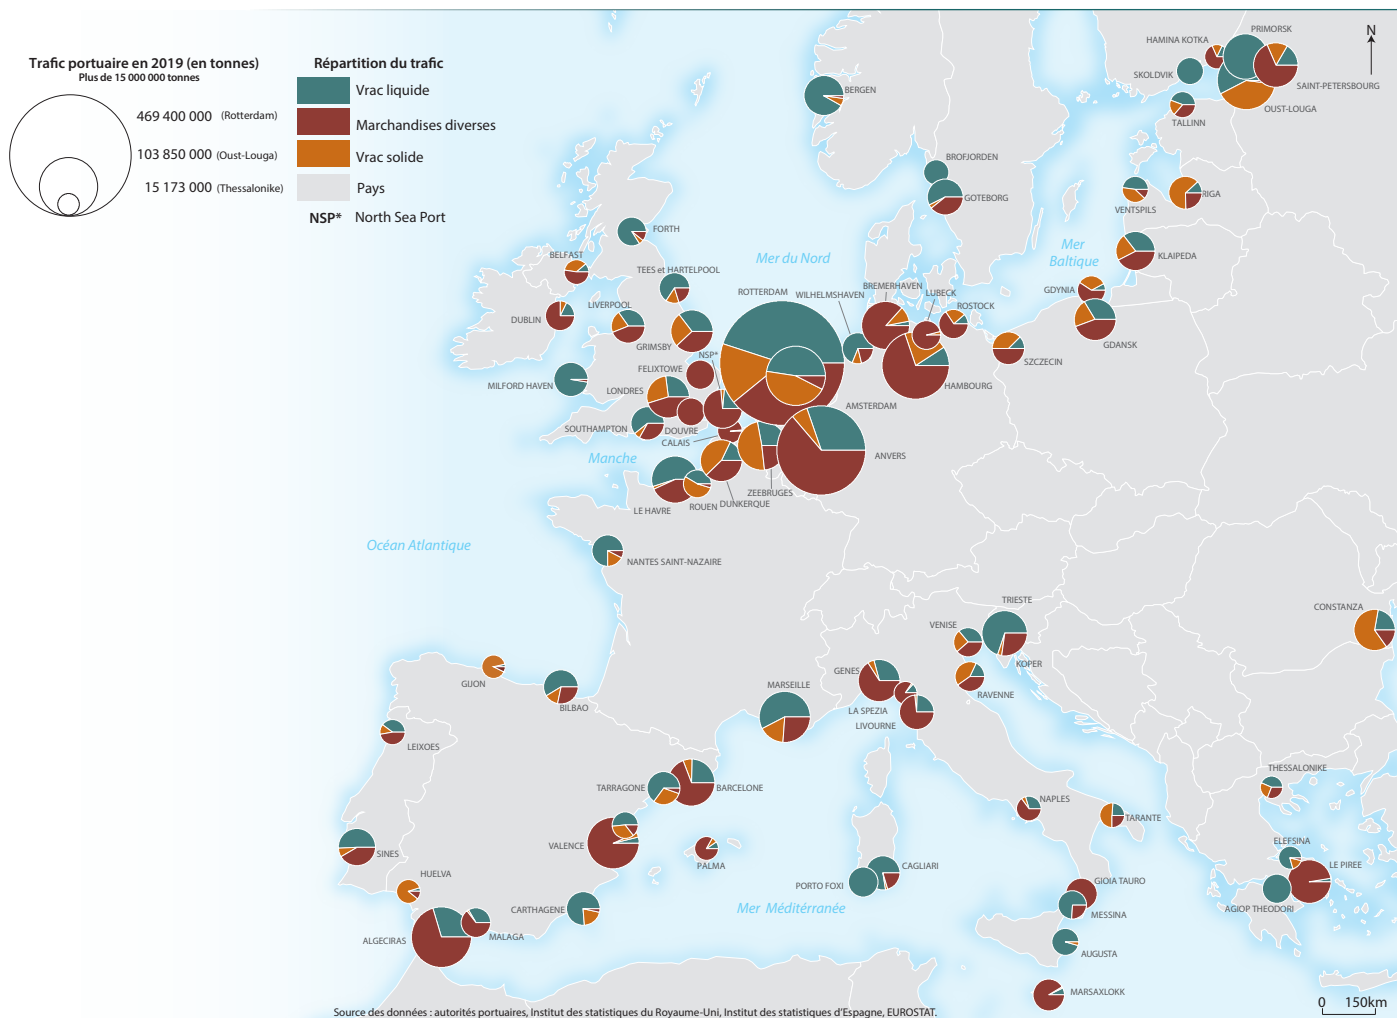 Trafic portuaire en 2019 (en tonnes)
Plus de 15 000 000 tonnes
469 400 000 (Rotterdam)
103 850 000 (Oust-Louga)
15 173 000 (Thessalonike)
Répartition du trafic
Vrac liquide
Marchandises diverses
Vrac solide
Pays
NSP* North Sea Port
N
PRIMORSK
HAMINA KOTKA
SKOLDVIK
SAINT-PETERSBOURG
OUST-LOUGA
TALLINN
BERGEN
BROFJORDEN
GOTEBORG
VENTSPILS
RIGA
KLAIPEDA
Mer
Baltique
GDYNIA
GDANSK
FORTH
BELFAST
TEES et HARTELPOOL
Mer du Nord
ROTTERDAM
WILHELMSHAVEN
BREMERHAVEN
LUBECK
ROSTOCK
DUBLIN
LIVERPOOL
GRIMSBY
NSP*
SZCZECIN
FELIXTOWE
MILFORD HAVEN
LONDRES
HAMBOURG
AMSTERDAM
SOUTHAMPTON
DOUVRE
CALAIS
ANVERS
Manche
ZEEBRUGES
DUNKERQUE
ROUEN
LE HAVRE
Océan Atlantique
NANTES SAINT-NAZAIRE
TRIESTE
CONSTANZA
VENISE
KOPER
GIJON
BILBAO
MARSEILLE
GENES
RAVENNE
LA SPEZIA
LIVOURNE
LEIXOES
TARRAGONE
BARCELONE
THESSALONIKE
NAPLES
TARANTE
VALENCE
PALMA
SINES
ELEFSINA
LE PIREE
HUELVA
CAGLIARI
PORTO FOXI
GIOIA TAURO
AGIOP THEODORI
CARTHAGENE
Mer Méditérranée
MESSINA
ALGECIRAS
MALAGA
AUGUSTA
MARSAXLOKK
0 150km
Source des données : autorités portuaires, Institut des statistiques du Royaume-Uni, Institut des statistiques d'Espagne, EUROSTAT.